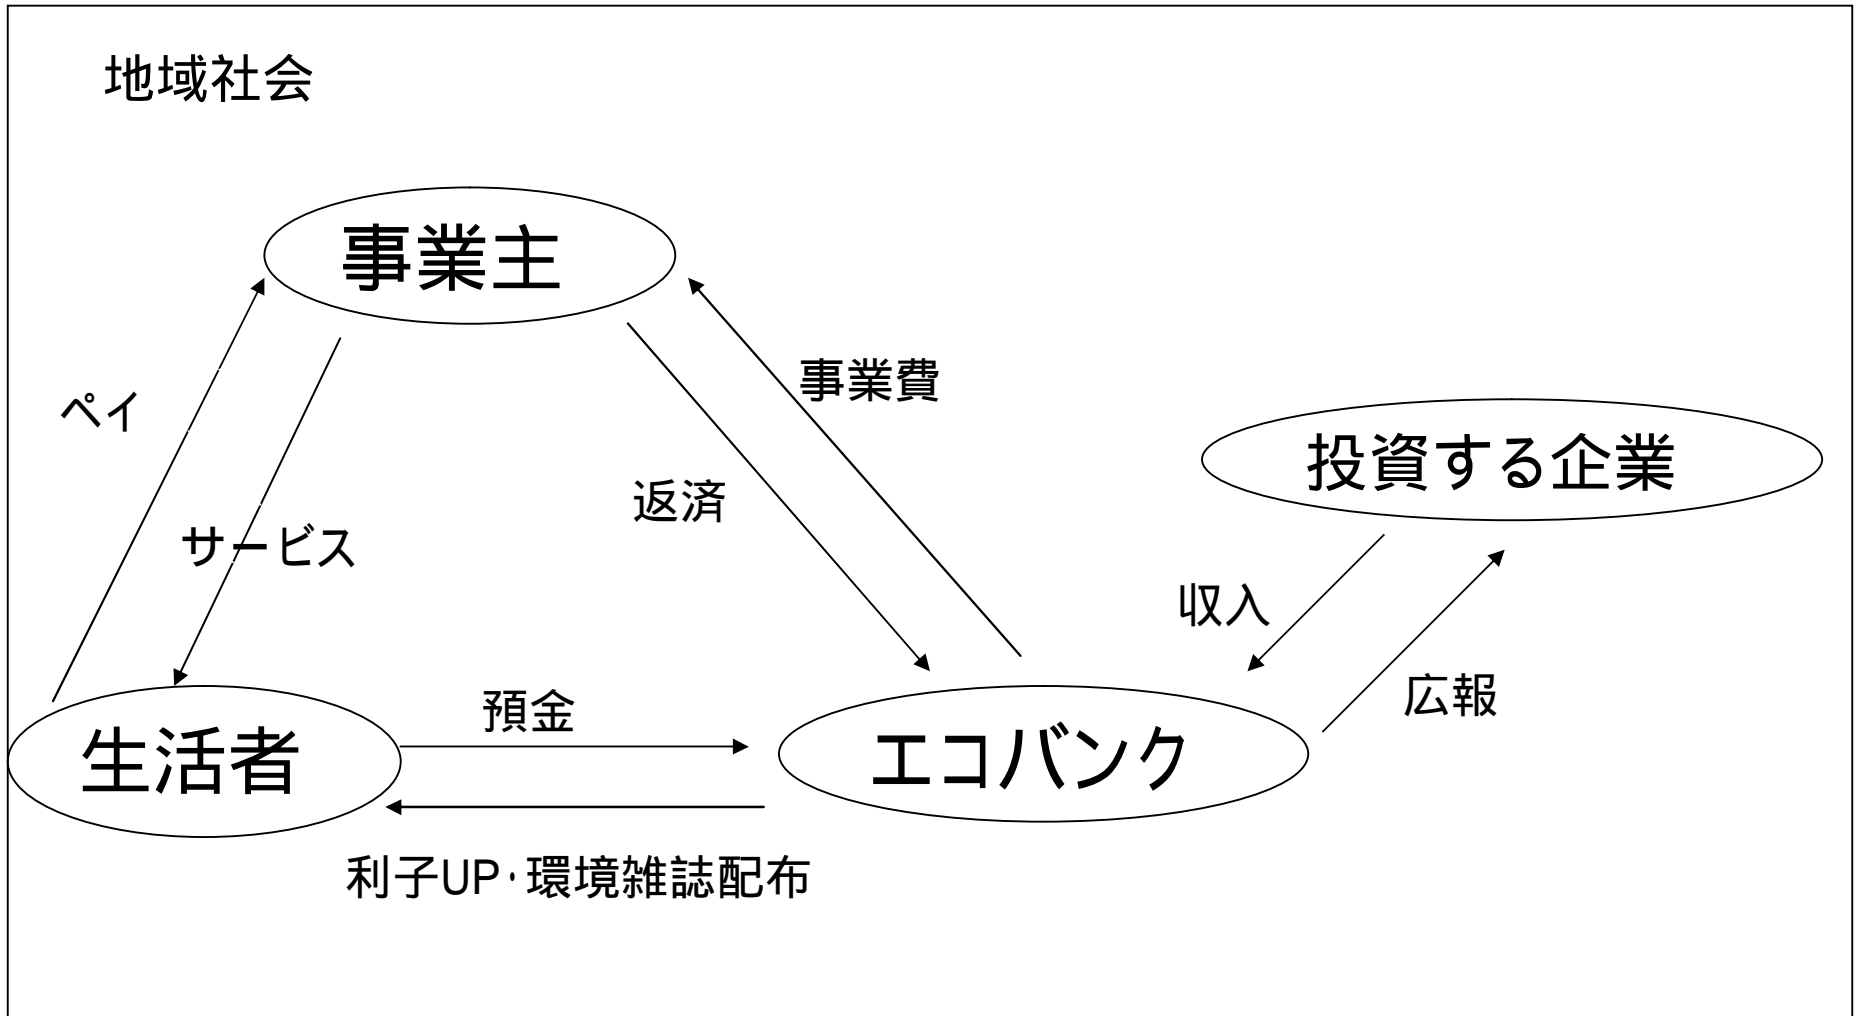 地域社会
事業主
事業費
ペイ
投資する企業
返済
サービス
収入
広報
預金
生活者
エコバンク
利子UP・環境雑誌配布